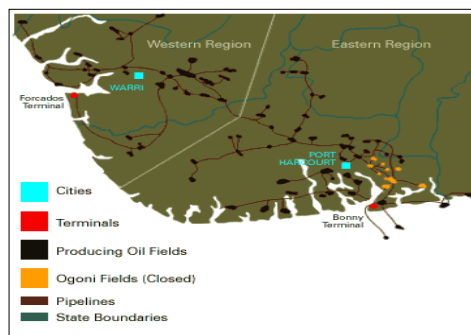 Western Region
Eastern Region
WARRI
Forcados
Terminal
PORT
HARCOURT
Bonny
Terminal
Cities
Terminals
Producing Oil Fields
Ogoni Fields (Closed)
Pipelines
State Boundaries